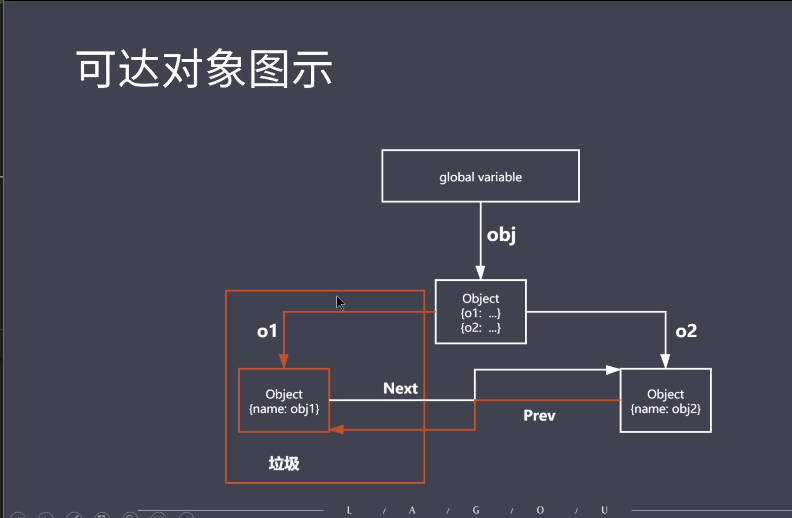 可达对象图示
global variable
obj
Object
{o1: ...}
{o2: ...}
o1
o2
Object
{name: obj1}
Next
Object
{name: obj2}
Prev
垃圾
L / A / G / O / U